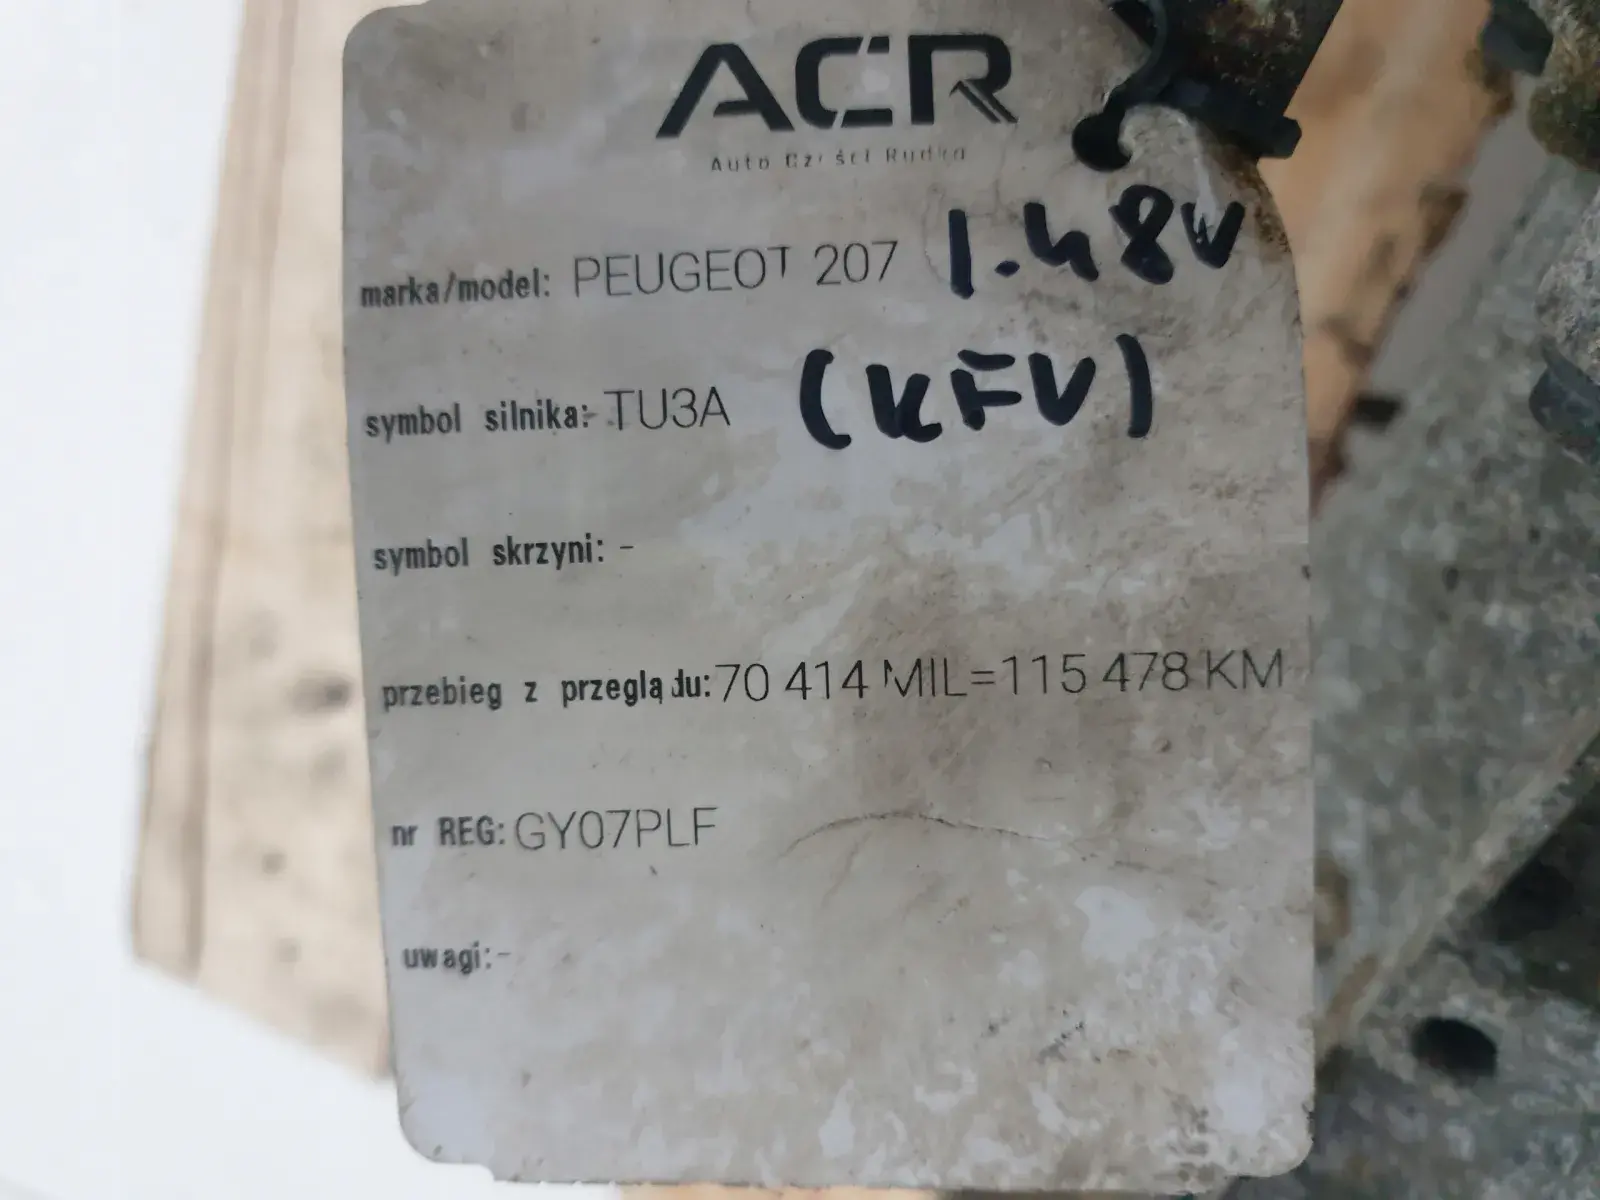 ACR
Auto Części Rudka
marka/model: PEUGEOT 207 1.4 8V
symbol silnika:- TU3A (KFV)
symbol skrzyni: -
przebieg z przeglądu: 70 414 MIL=115 478 KM
nr REG: GY07PLF
uwagi:-